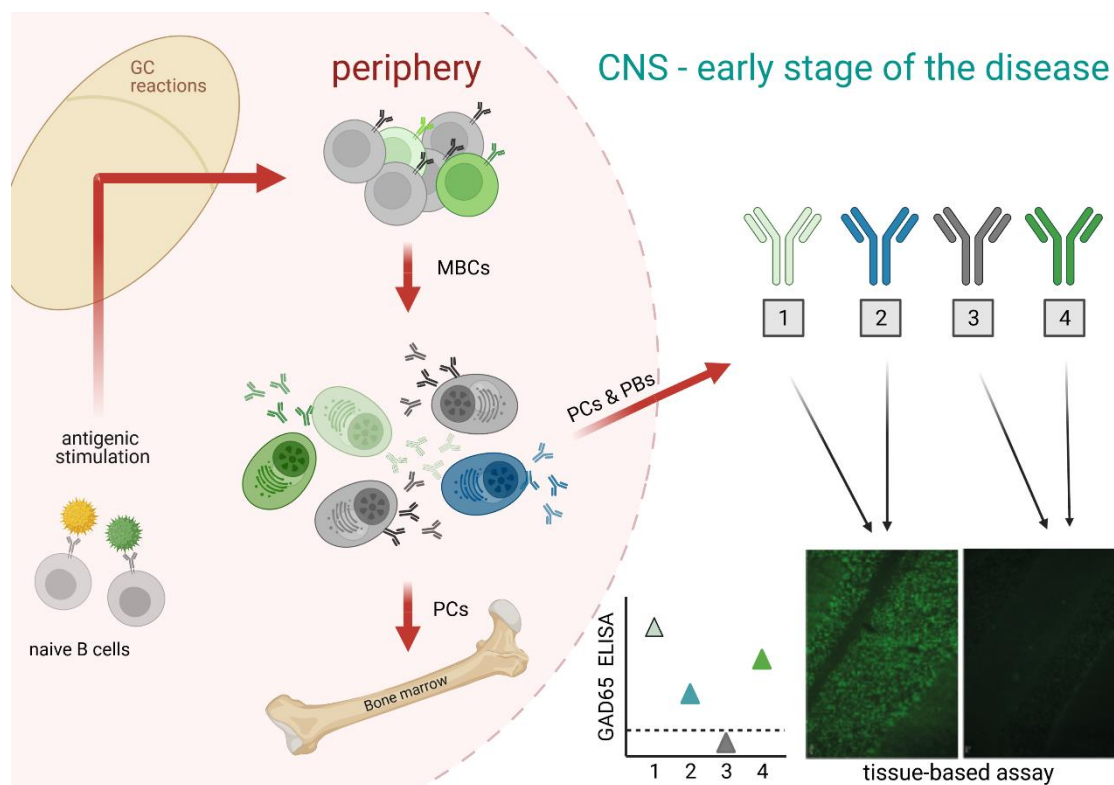 GC
reactions
periphery
CNS - early stage of the disease
MBCs
1
2
3
4
PCs & PBs
antigenic
stimulation
naive B cells
PCs
Bone marrow
GAD65 ELISA
1
2
3
4
tissue-based assay